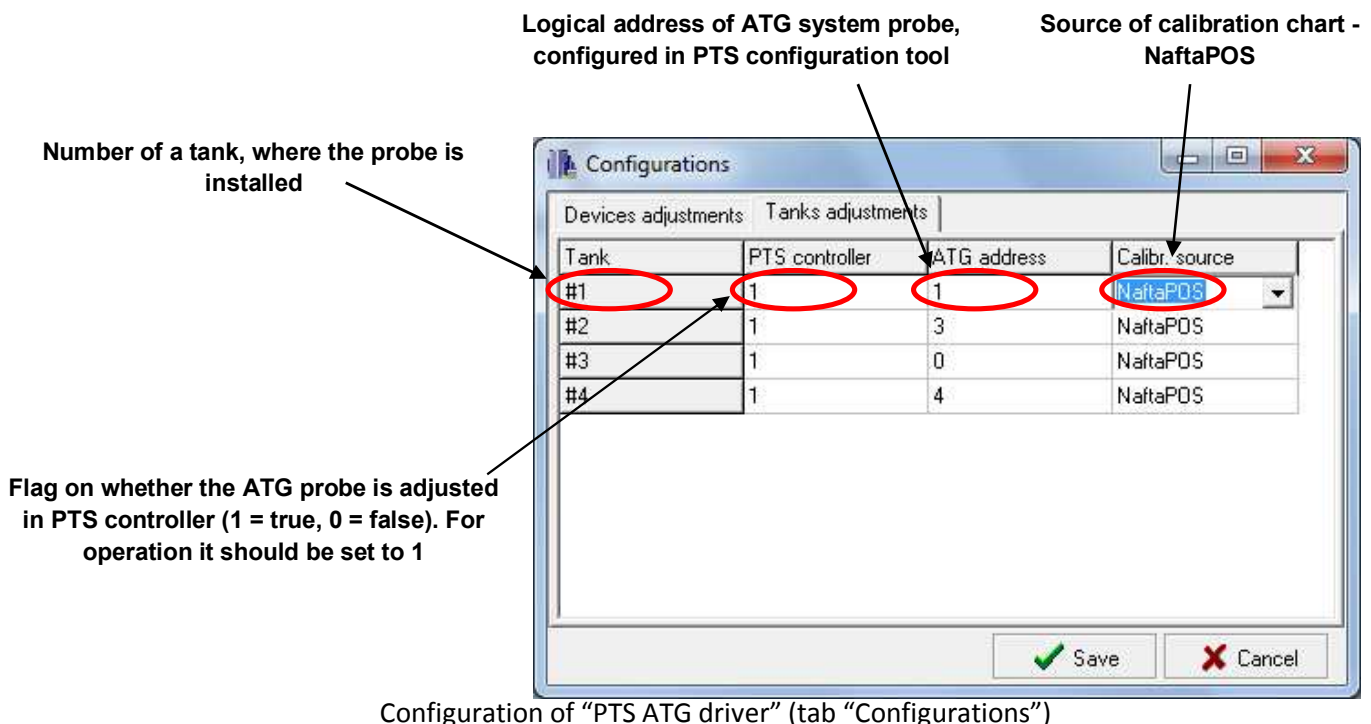 Logical address of ATG system probe,
configured in PTS configuration tool
Source of calibration chart -
NaftaPOS
Number of a tank, where the probe is
installed
Configurations
Devices adjustments Tanks adjustments
Tank PTS controller ATG address Calibr. source
#1 1 1 NaftaPOS
#2 1 3 NaftaPOS
#3 1 0 NaftaPOS
#4 1 4 NaftaPOS
Flag on whether the ATG probe is adjusted
in PTS controller (1 = true, 0 = false). For
operation it should be set to 1
Save Cancel
Configuration of “PTS ATG driver” (tab “Configurations”)